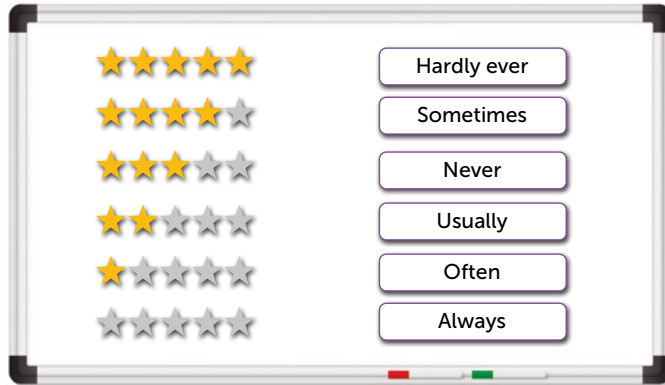 Hardly ever
Sometimes
Never
Usually
Often
Always